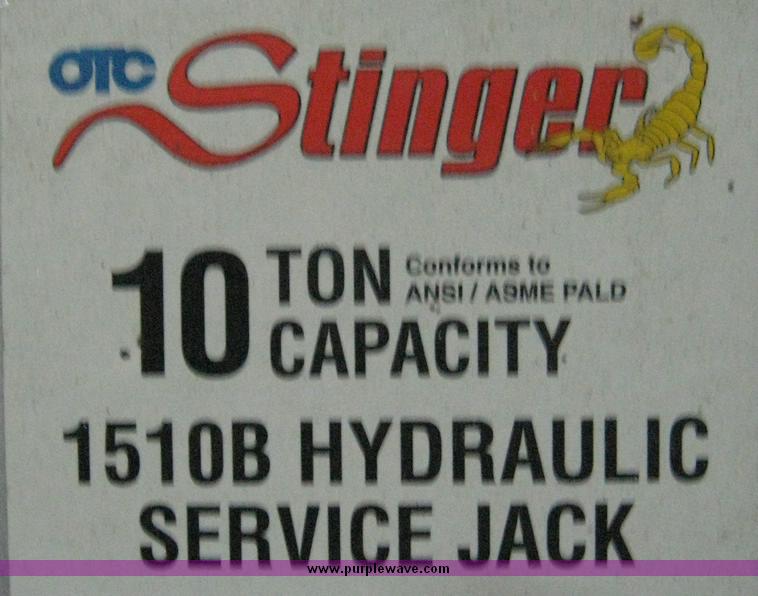 OTC Stinger
10 TON Conforms to
ANSI / ASME PALD
CAPACITY
1510B HYDRAULIC
SERVICE JACK
www.purplewave.com